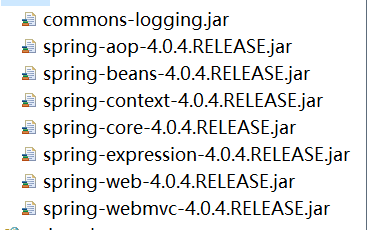 commons-logging.jar
spring-aop-4.0.4.RELEASE.jar
spring-beans-4.0.4.RELEASE.jar
spring-context-4.0.4.RELEASE.jar
spring-core-4.0.4.RELEASE.jar
spring-expression-4.0.4.RELEASE.jar
spring-web-4.0.4.RELEASE.jar
spring-webmvc-4.0.4.RELEASE.jar